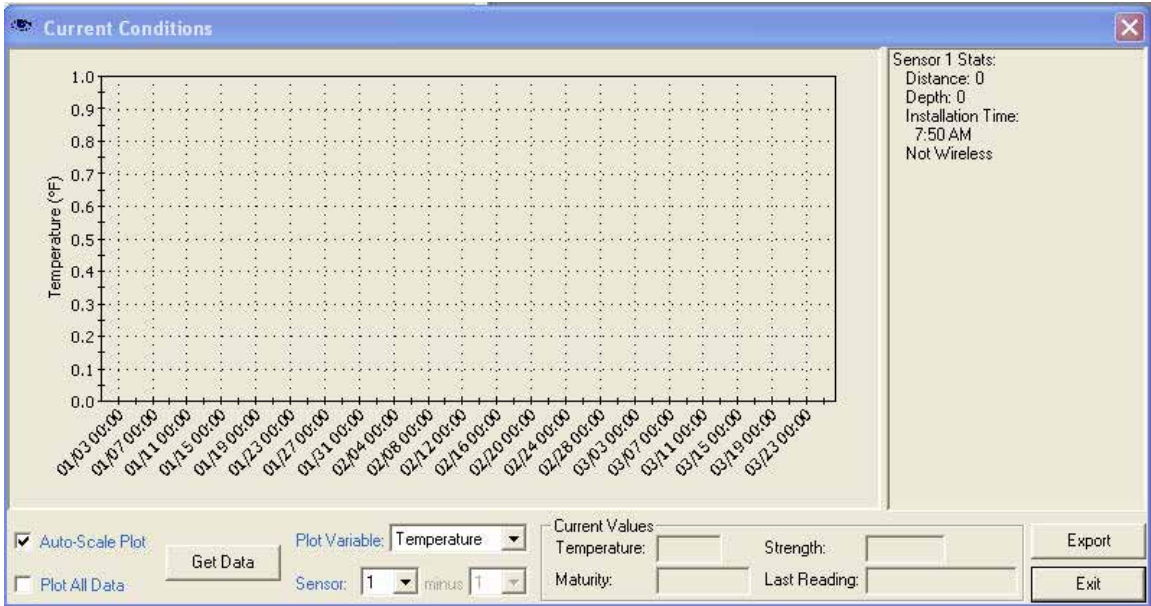 Current Conditions
Temperature (°F)
1.0
0.9
0.8
0.7
0.6
0.5
0.4
0.3
0.2
0.1
0.0
01/03 00:00
01/07 00:00
01/11 00:00
01/15 00:00
01/19 00:00
01/23 00:00
01/27 00:00
01/31 00:00
02/04 00:00
02/08 00:00
02/12 00:00
02/16 00:00
02/20 00:00
02/24 00:00
02/28 00:00
03/03 00:00
03/07 00:00
03/11 00:00
03/15 00:00
03/19 00:00
03/23 00:00
Sensor 1 Stats:
Distance: 0
Depth: 0
Installation Time:
7:50 AM
Not Wireless
Auto-Scale Plot
Plot All Data
Get Data
Plot Variable: Temperature
Sensor: 1 minus 1
Current Values
Temperature: Strength:
Maturity: Last Reading:
Export
Exit